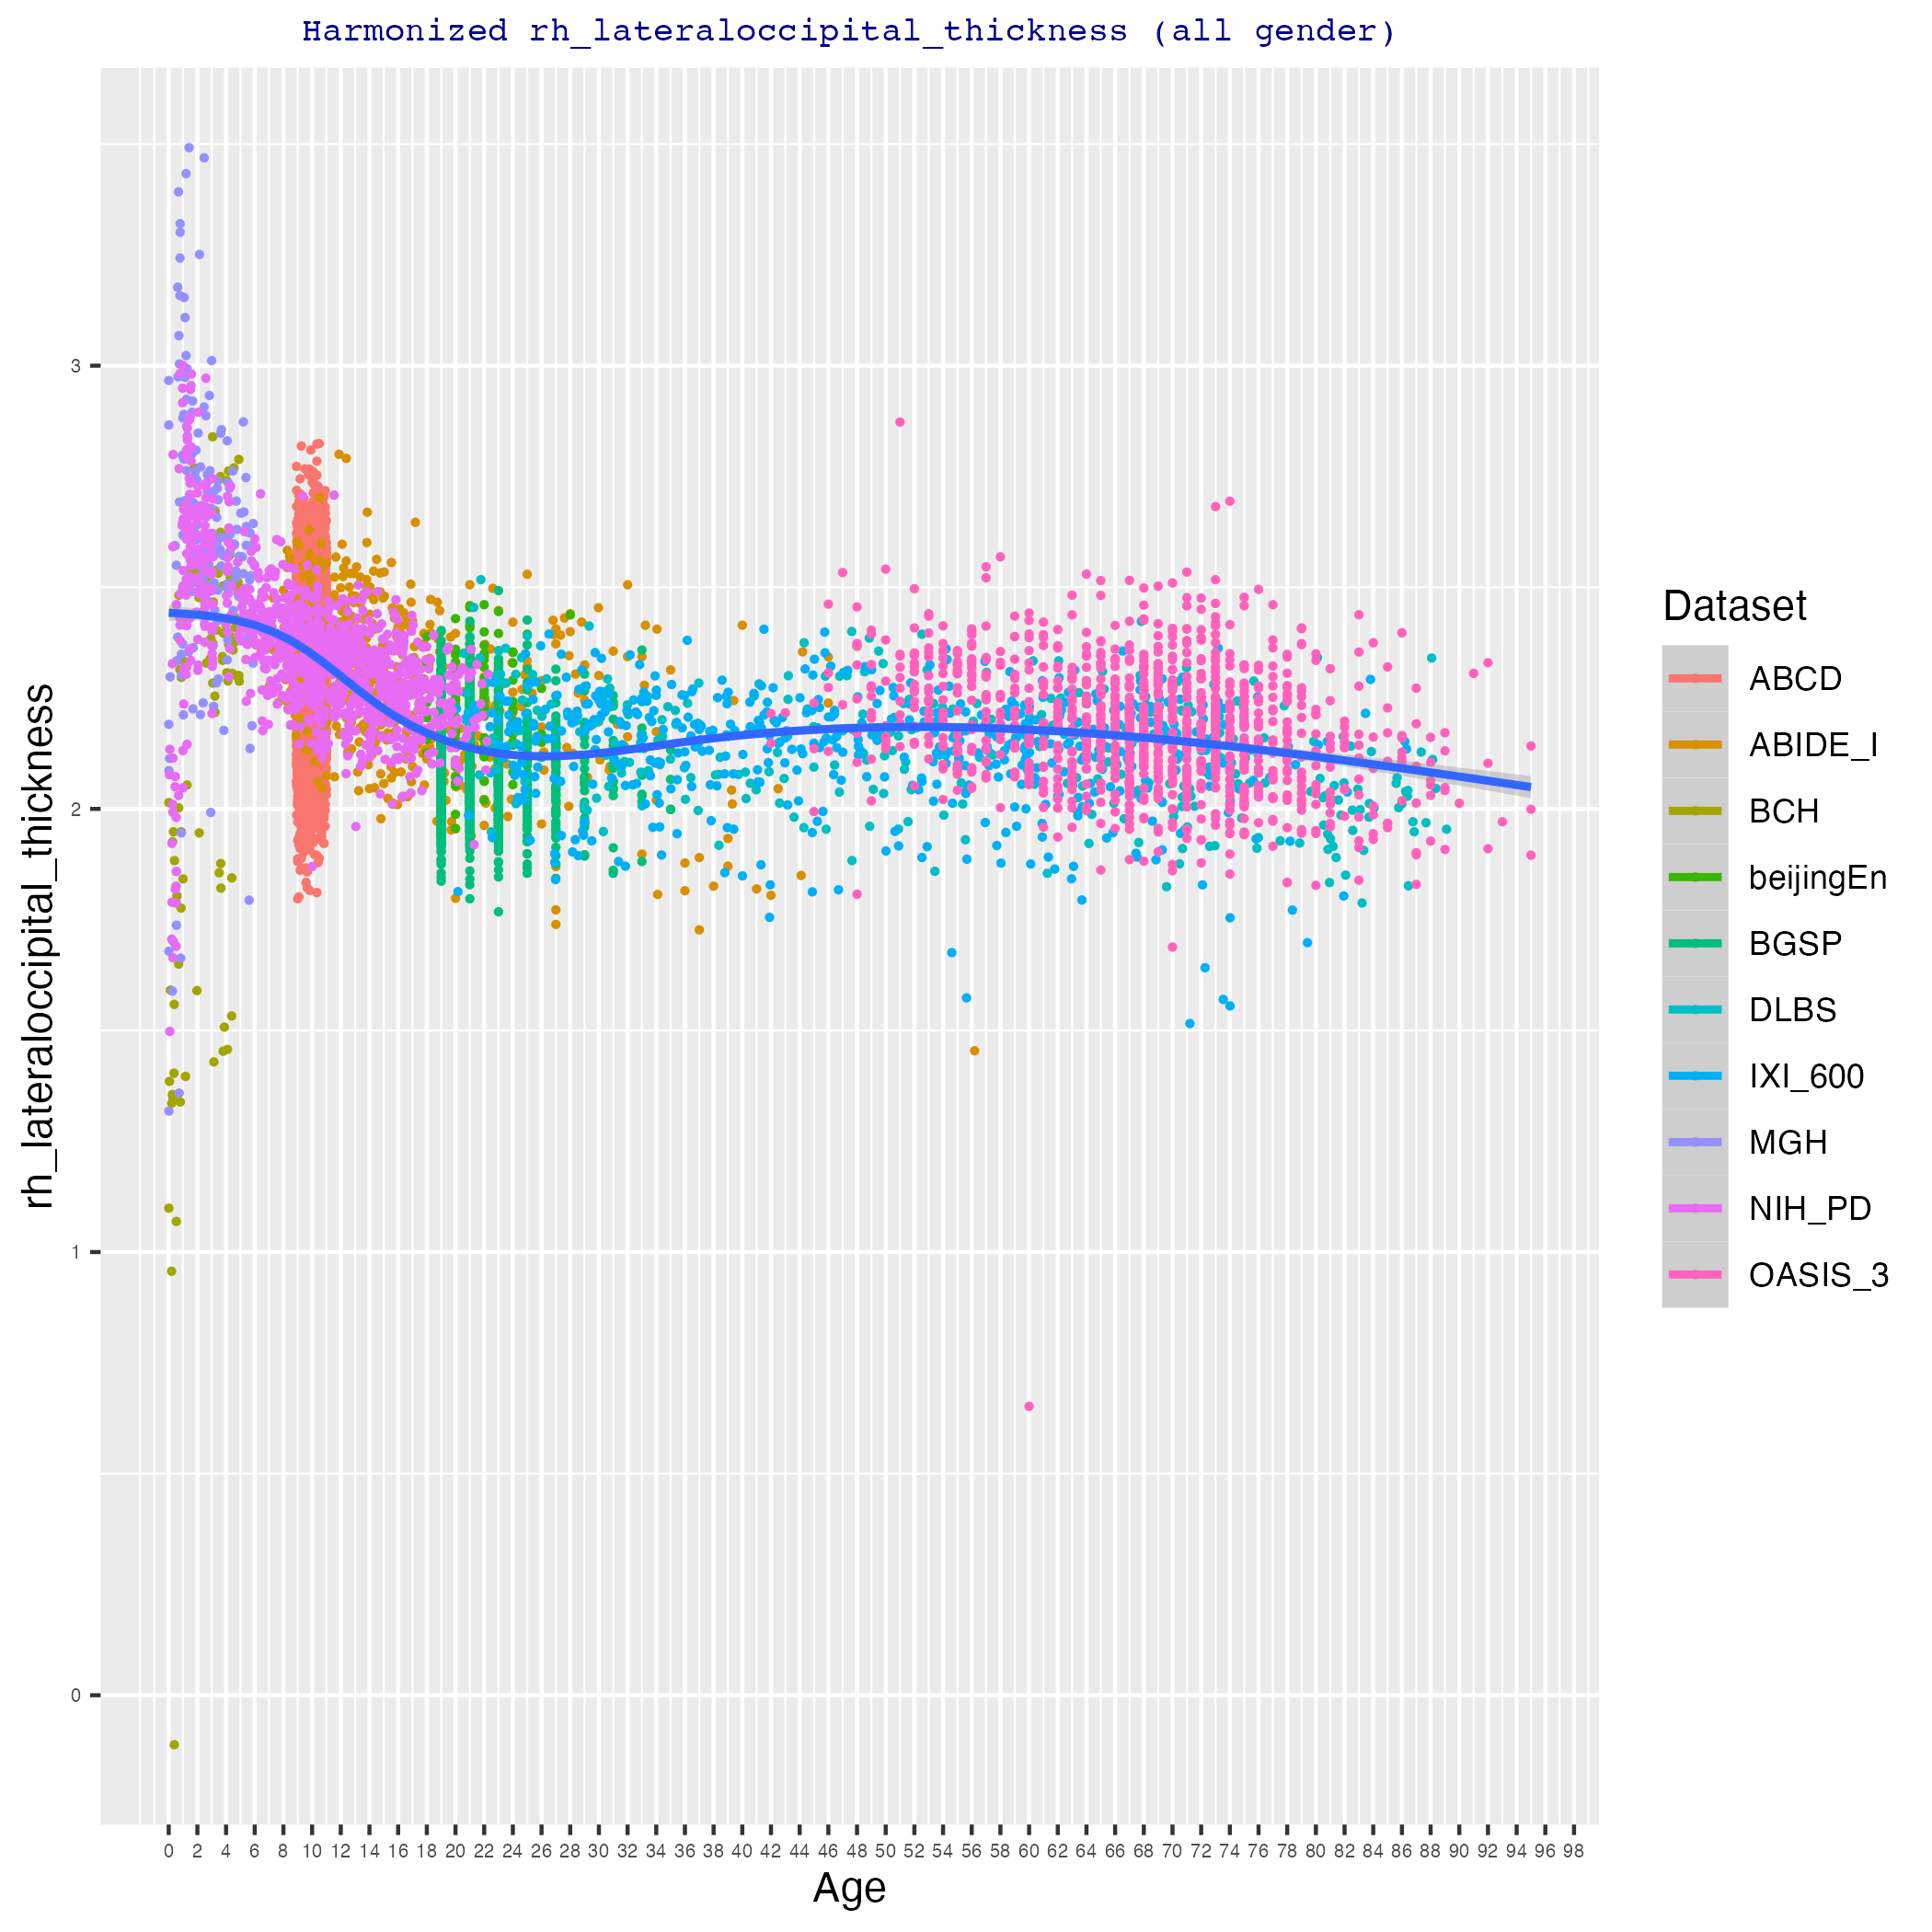 Harmonized rh_lateraloccipital_thickness (all gender)
rh_lateraloccipital_thickness
3
2
1
0
0 2 4 6 8 10 12 14 16 18 20 22 24 26 28 30 32 34 36 38 40 42 44 46 48 50 52 54 56 58 60 62 64 66 68 70 72 74 76 78 80 82 84 86 88 90 92 94 96 98
Age
Dataset
ABCD
ABIDE_I
BCH
beijingEn
BGSP
DLBS
IXI_600
MGH
NIH_PD
OASIS_3